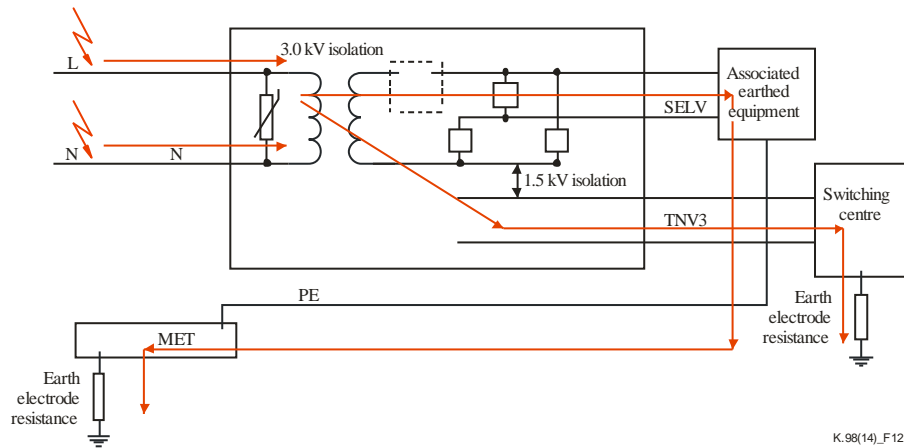 3.0 kV isolation
L
Associated
earthed
equipment
SELV
N
N
1.5 kV isolation
Switching
centre
TNV3
PE
Earth
electrode
resistance
MET
Earth
electrode
resistance
K.98(14)_F12